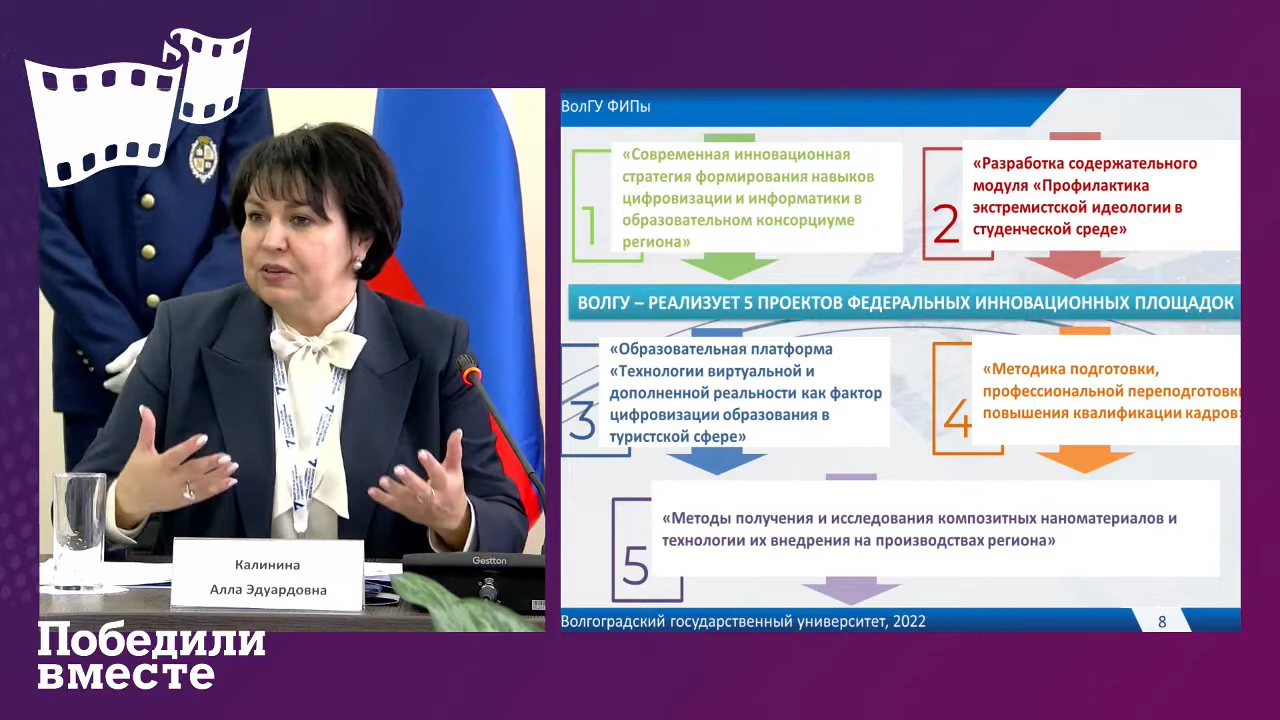 ВолГУ ФИПы
1
«Современная инновационная
стратегия формирования навыков
цифровизации и информатики в
образовательном консорциуме
региона»
2
«Разработка содержательного
модуля «Профилактика
экстремистской идеологии в
студенческой среде»
ВОЛГУ – РЕАЛИЗУЕТ 5 ПРОЕКТОВ ФЕДЕРАЛЬНЫХ ИННОВАЦИОННЫХ ПЛОЩАДОК
3
«Образовательная платформа
«Технологии виртуальной и
дополненной реальности как фактор
цифровизации образования в
туристской сфере»
4
«Методика подготовки,
профессиональной переподготовки
повышения квалификации кадров»
5
«Методы получения и исследования композитных наноматериалов и
технологии их внедрения на производствах региона»
Волгоградский государственный университет, 2022
8
Gestton
Калинина
Алла Эдуардовна
Победили
вместе